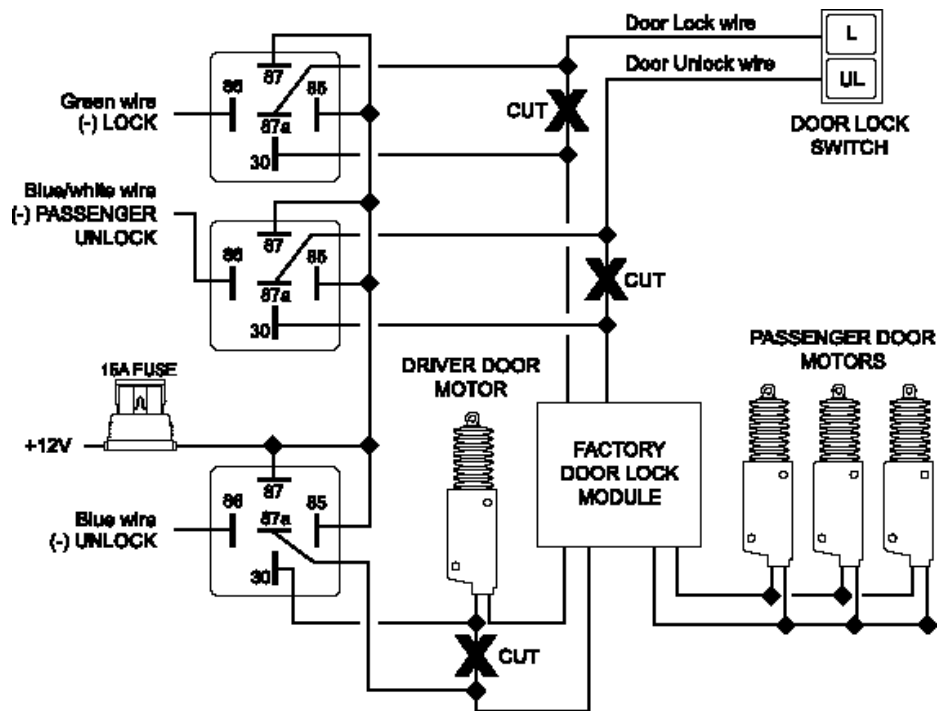 Door Lock wire
L
Door Unlock wire
UL
DOOR LOCK
SWITCH
CUT
87
86
85
87a
30
Green wire
(-) LOCK
Blue/white wire
(-) PASSENGER
UNLOCK
87
86
85
87a
30
CUT
15A FUSE
+12V
DRIVER DOOR
MOTOR
PASSENGER DOOR
MOTORS
FACTORY
DOOR LOCK
MODULE
87
86
85
87a
30
Blue wire
(-) UNLOCK
CUT